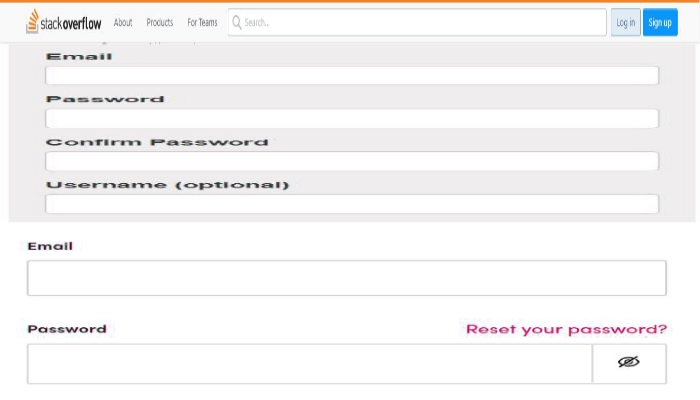 stackoverflow About Products For Teams Search... Log in Sign up
Email
Password
Confirm Password
Username (optional)
Email
Password Reset your password?